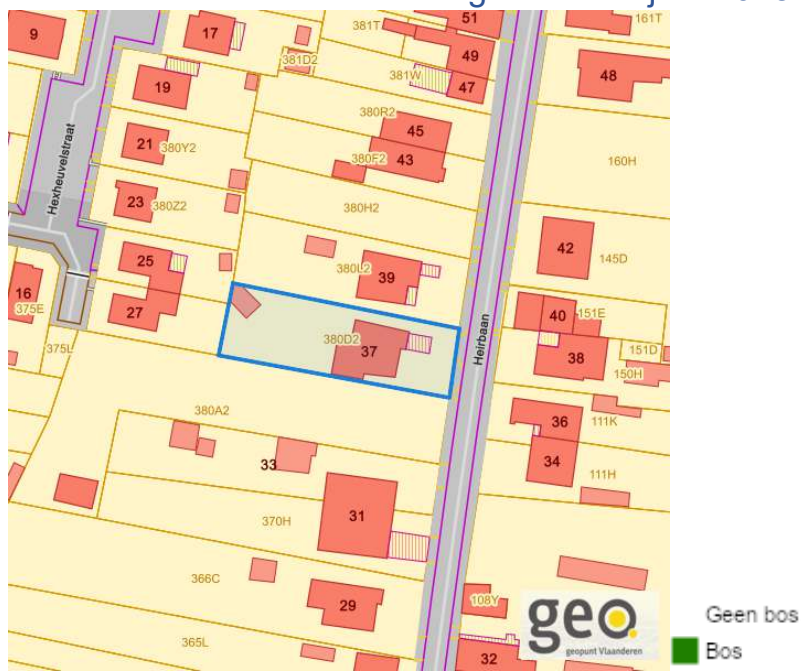 51
161T
9
17
381T
49
381D2
48
381W
47
19
380R2
45
21
380Y2
43
380F2
160H
Hexheuvelstraat
23
380Z2
380H2
42
145D
25
380L2
39
16
375E
27
40
151E
Heirbaan
380D2
37
38
151D
375L
150H
380A2
36
111K
34
33
111H
31
370H
366C
108Y
29
geo
geopunt Vlaanderen
Geen bos
365L
32
Bos